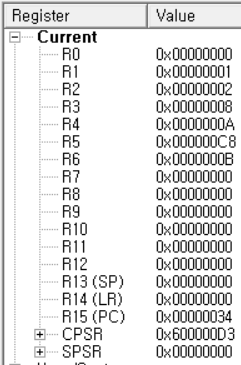 Register Value
Current
R0 0x00000000
R1 0x00000001
R2 0x00000002
R3 0x00000008
R4 0x0000000A
R5 0x000000C8
R6 0x0000000B
R7 0x00000000
R8 0x00000000
R9 0x00000000
R10 0x00000000
R11 0x00000000
R12 0x00000000
R13 (SP) 0x00000000
R14 (LR) 0x00000000
R15 (PC) 0x00000034
CPSR 0x600000D3
SPSR 0x00000000